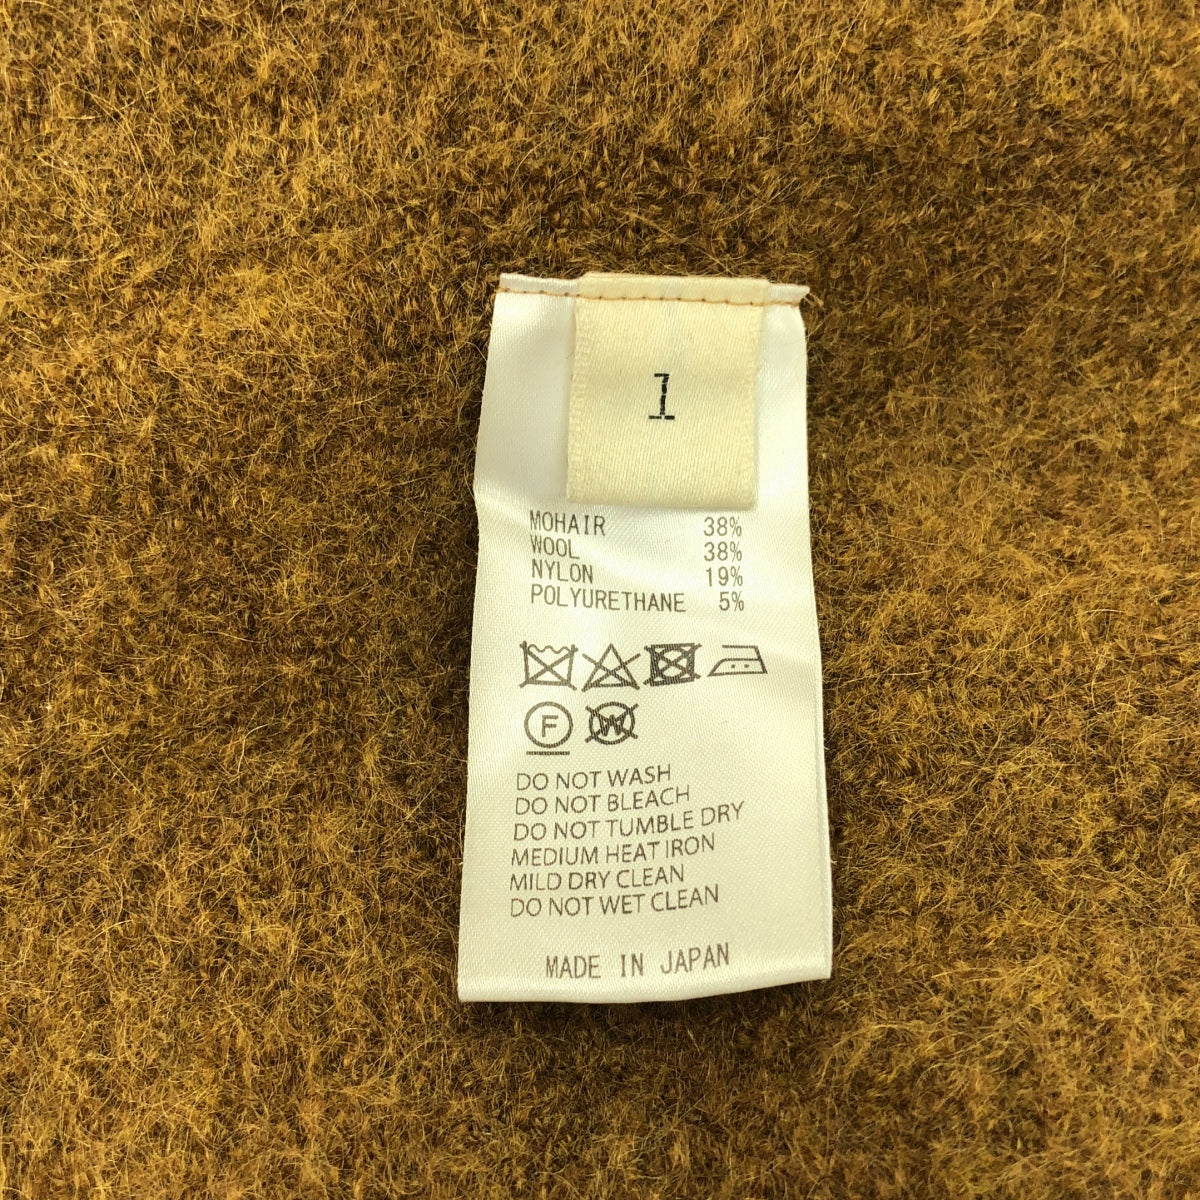 1
MOHAIR 38%
WOOL 38%
NYLON 19%
POLYURETHANE 5%
F W
DO NOT WASH
DO NOT BLEACH
DO NOT TUMBLE DRY
MEDIUM HEAT IRON
MILD DRY CLEAN
DO NOT WET CLEAN
MADE IN JAPAN